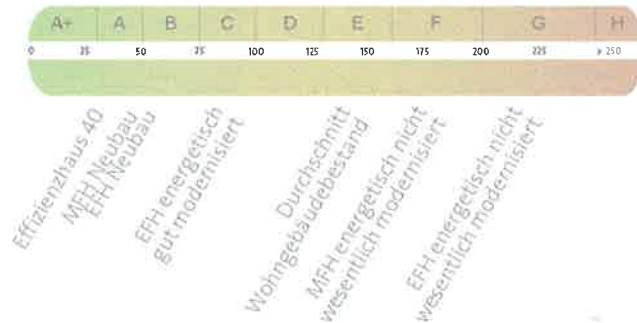 A+ A B C D E F G H
0 25 50 75 100 125 150 175 200 225 > 250
Effizienzhaus 40
MFH Neubau
EFH Neubau
EFH energetisch
gut modernisiert
Durchschnitt
Wohngebäudebestand
MFH energetisch nicht
wesentlich modernisiert
EFH energetisch nicht
wesentlich modernisiert